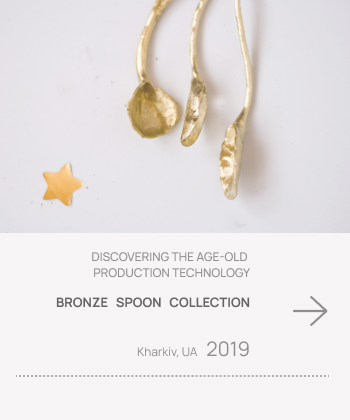 DISCOVERING THE AGE-OLD
PRODUCTION TECHNOLOGY
BRONZE SPOON COLLECTION
Kharkiv, UA 2019